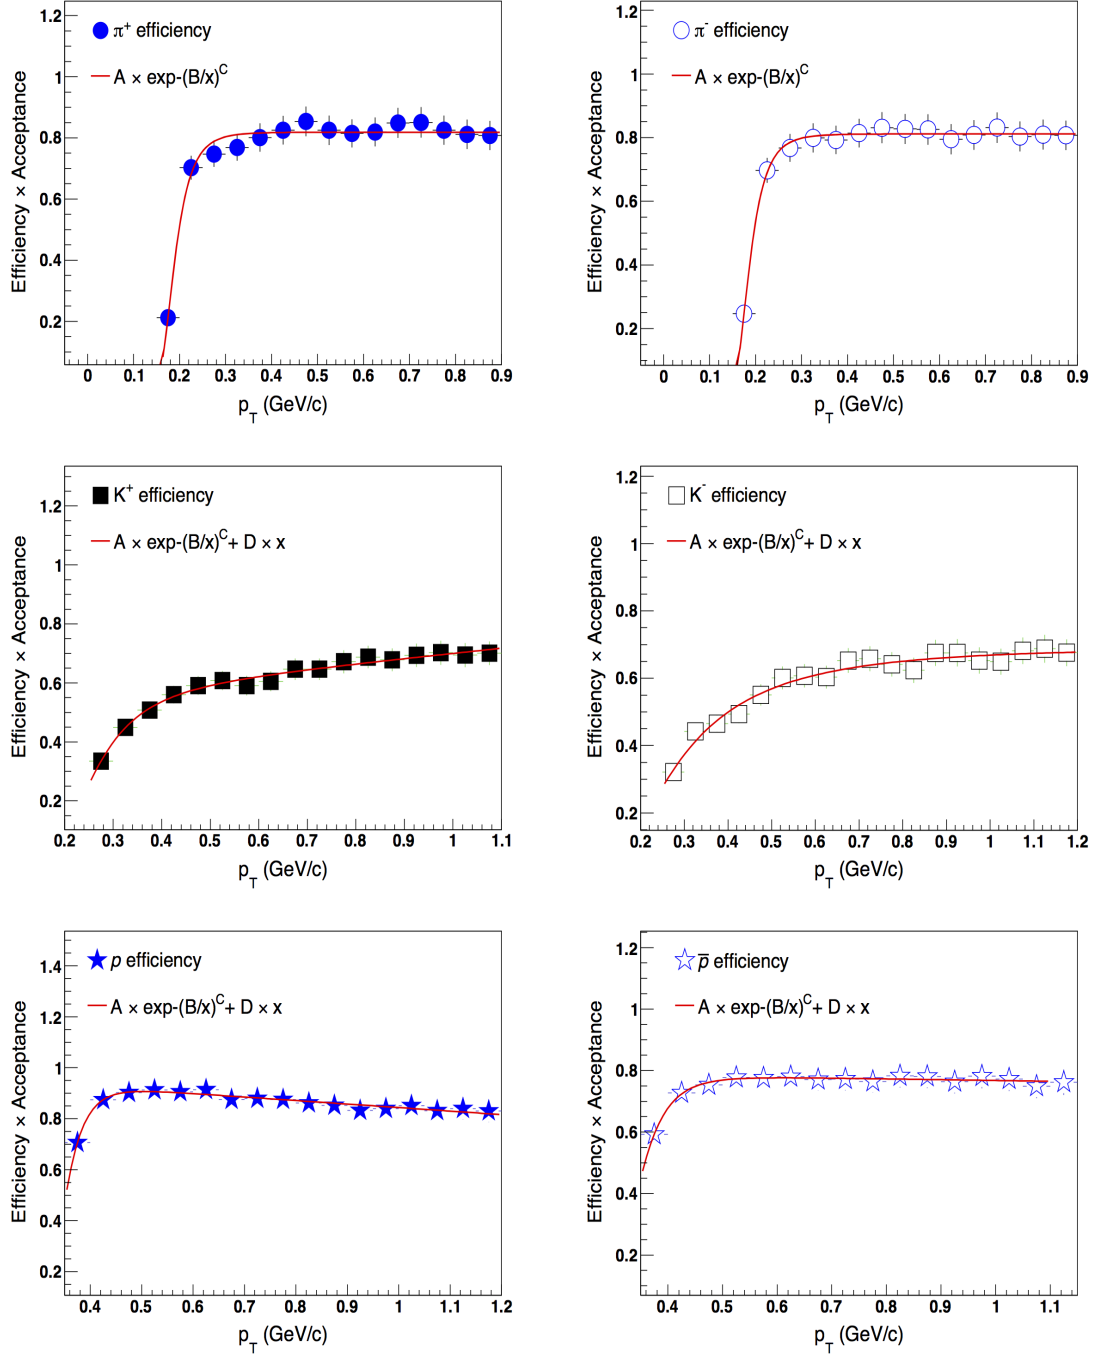 π⁺ efficiency
A × exp-(B/x)^C
Efficiency × Acceptance
1.2
1
0.8
0.6
0.4
0.2
0 0.1 0.2 0.3 0.4 0.5 0.6 0.7 0.8 0.9
p_T (GeV/c)
π⁻ efficiency
A × exp-(B/x)^C
Efficiency × Acceptance
1.2
1
0.8
0.6
0.4
0.2
0 0.1 0.2 0.3 0.4 0.5 0.6 0.7 0.8 0.9
p_T (GeV/c)
K⁺ efficiency
A × exp-(B/x)^C + D × x
Efficiency × Acceptance
1.2
1
0.8
0.6
0.4
0.2
0.2 0.3 0.4 0.5 0.6 0.7 0.8 0.9 1 1.1
p_T (GeV/c)
K⁻ efficiency
A × exp-(B/x)^C + D × x
Efficiency × Acceptance
1.2
1
0.8
0.6
0.4
0.2
0.2 0.3 0.4 0.5 0.6 0.7 0.8 0.9 1 1.1 1.2
p_T (GeV/c)
p efficiency
A × exp-(B/x)^C + D × x
Efficiency × Acceptance
1.4
1.2
1
0.8
0.6
0.4
0.2
0.4 0.5 0.6 0.7 0.8 0.9 1 1.1 1.2
p_T (GeV/c)
p̄ efficiency
A × exp-(B/x)^C + D × x
Efficiency × Acceptance
1.2
1
0.8
0.6
0.4
0.2
0.4 0.5 0.6 0.7 0.8 0.9 1 1.1
p_T (GeV/c)